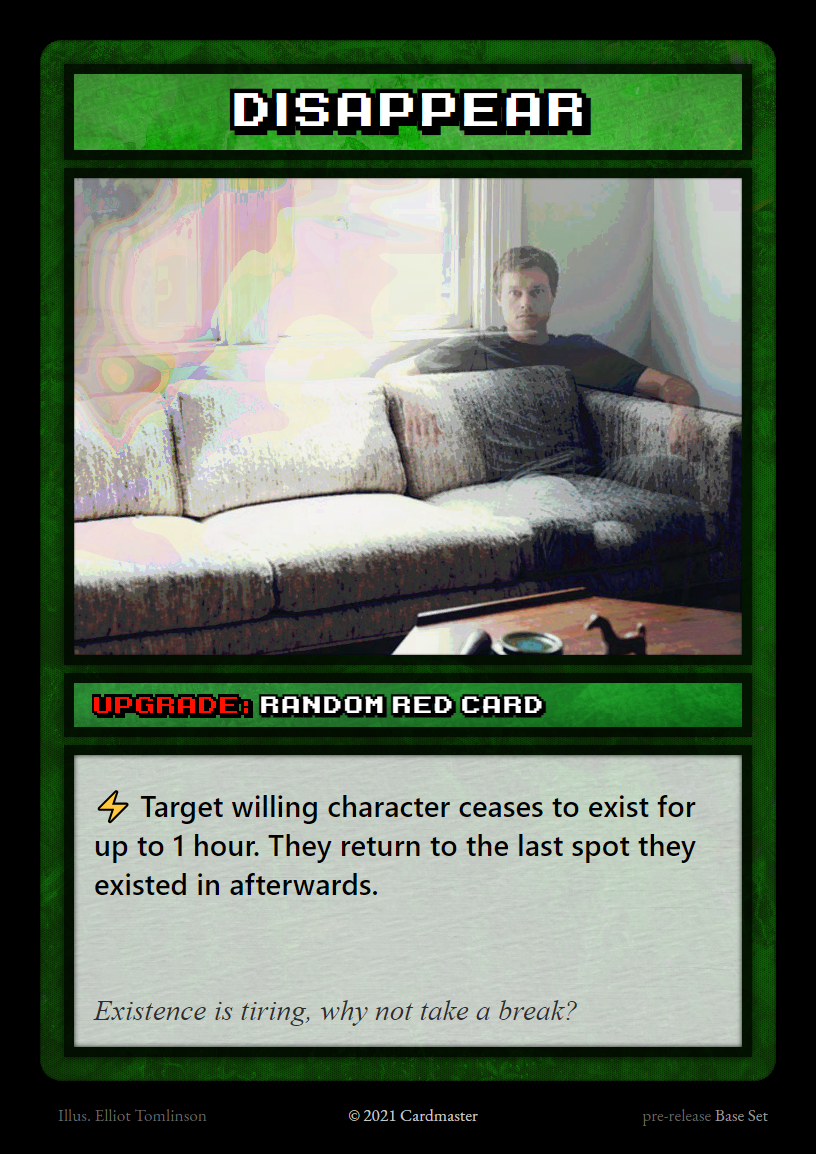 DISAPPEAR
UPGRADE: RANDOM RED CARD
⚡ Target willing character ceases to exist for
up to 1 hour. They return to the last spot they
existed in afterwards.
Existence is tiring, why not take a break?
Illus. Elliot Tomlinson © 2021 Cardmaster pre-release Base Set